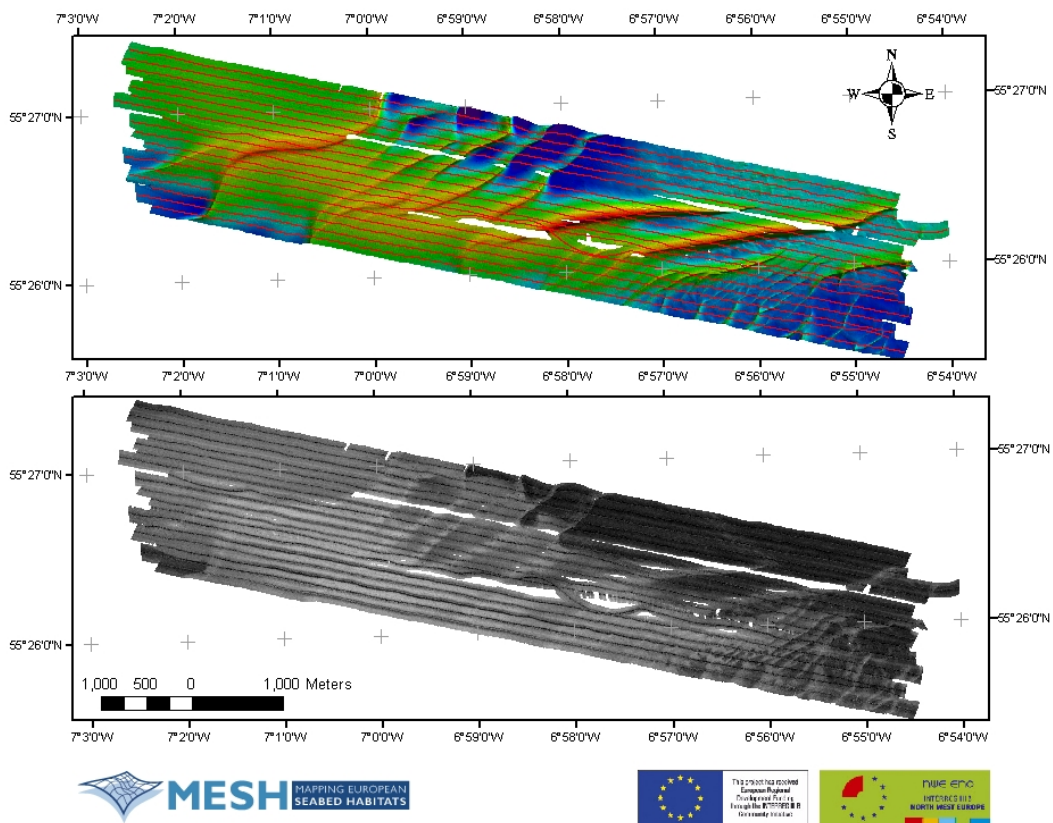 7°3'0"W 7°2'0"W 7°1'0"W 7°0'0"W 6°59'0"W 6°58'0"W 6°57'0"W 6°56'0"W 6°55'0"W 6°54'0"W
N
W E
S
55°27'0"N 55°27'0"N
55°26'0"N 55°26'0"N
7°3'0"W 7°2'0"W 7°1'0"W 7°0'0"W 6°59'0"W 6°58'0"W 6°57'0"W 6°56'0"W 6°55'0"W 6°54'0"W
55°27'0"N 55°27'0"N
55°26'0"N 55°26'0"N
1,000 500 0 1,000 Meters
7°3'0"W 7°2'0"W 7°1'0"W 7°0'0"W 6°59'0"W 6°58'0"W 6°57'0"W 6°56'0"W 6°55'0"W 6°54'0"W
MESH MAPPING EUROPEAN
SEABED HABITATS
This project has received
European Regional
Development Funding
through the INTERREG III B
Community Initiative
nwe eno
INTERREG III B
NORTH WEST EUROPE